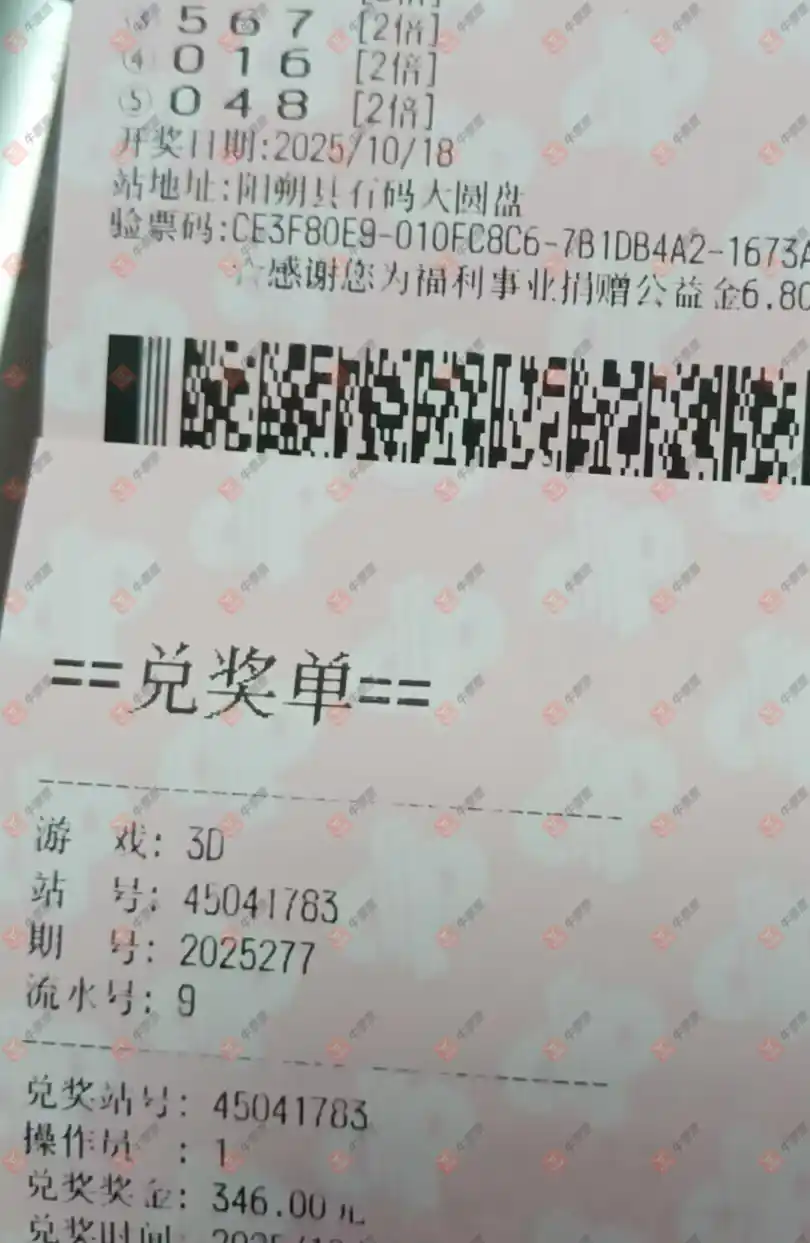 567 [2倍]
④ 016 [2倍]
⑤ 048 [2倍]
开奖日期:2025/10/18
站地址:阳朔县石码大圆盘
验票码:CE3F80E9-010FC8C6-7B1DB4A2-1673A
感谢您为福利事业捐赠公益金6.80
==兑奖单==
游 戏: 3D
站 号: 45041783
期 号: 2025277
流水号: 9
兑奖站号: 45041783
操作员 : 1
兑奖奖金: 346.00元
兑奖时间: